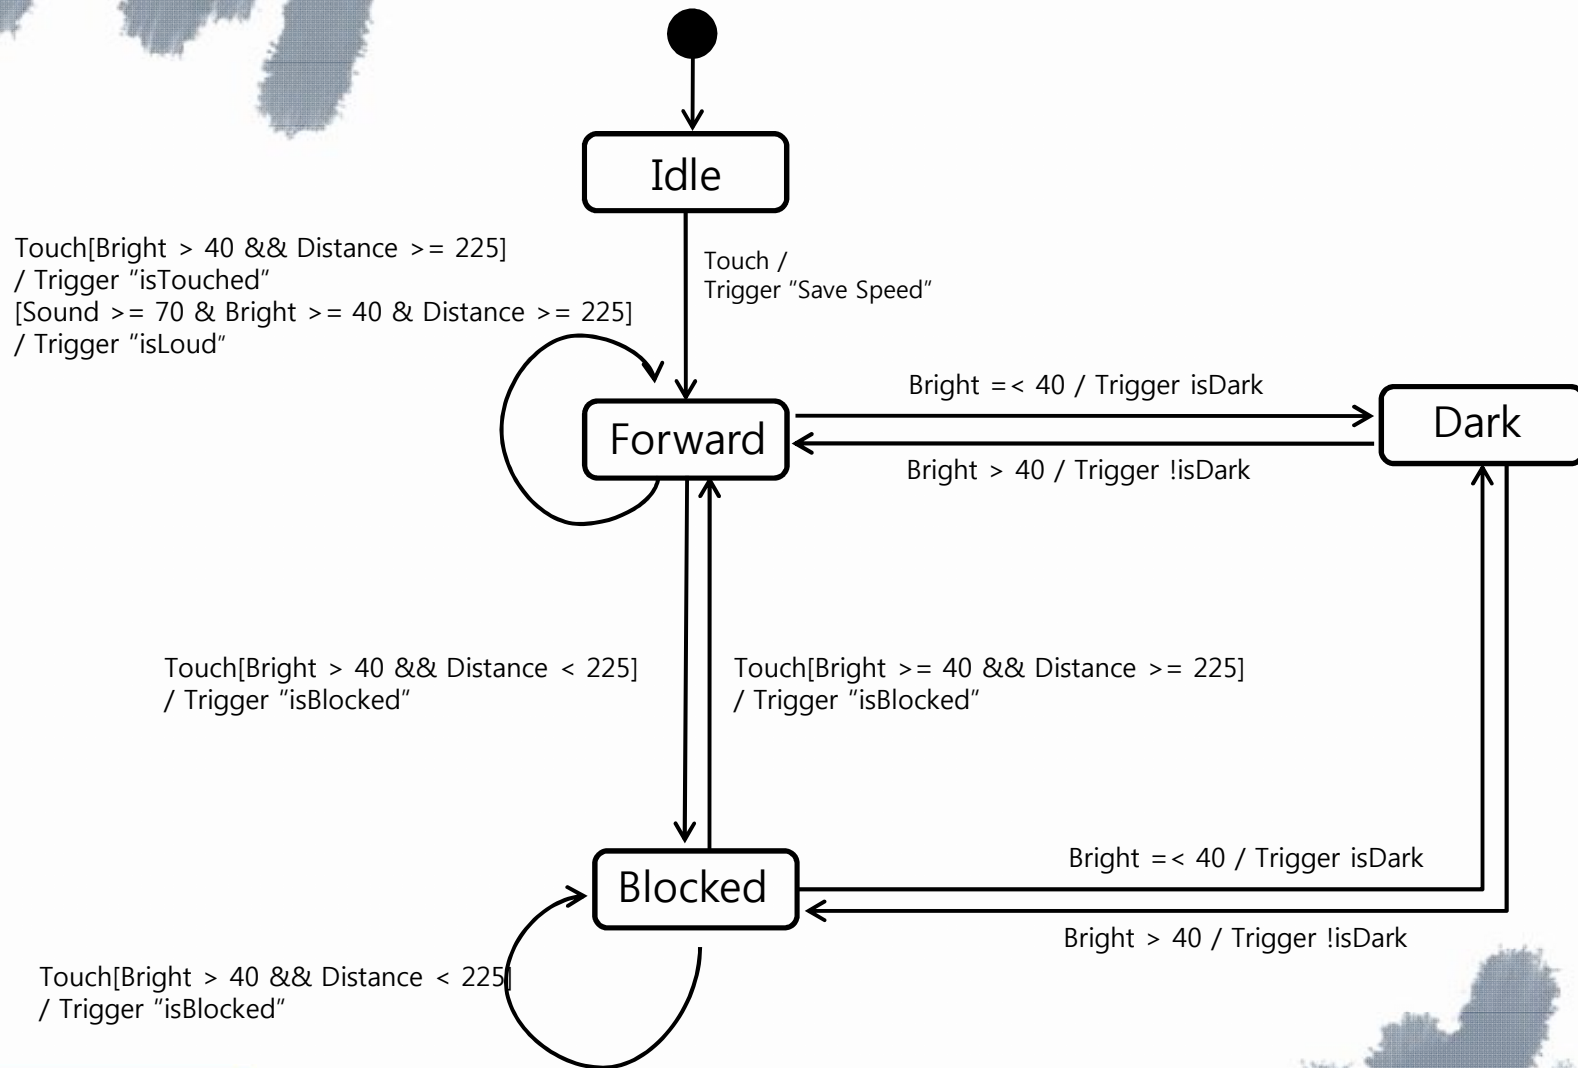 Idle
Touch[Bright > 40 && Distance >= 225]
/ Trigger "isTouched"
[Sound >= 70 & Bright >= 40 & Distance >= 225]
/ Trigger "isLoud"
Touch /
Trigger "Save Speed"
Forward
Bright =< 40 / Trigger isDark
Dark
Bright > 40 / Trigger !isDark
Touch[Bright > 40 && Distance < 225]
/ Trigger "isBlocked"
Touch[Bright >= 40 && Distance >= 225]
/ Trigger "isBlocked"
Blocked
Bright =< 40 / Trigger isDark
Bright > 40 / Trigger !isDark
Touch[Bright > 40 && Distance < 225]
/ Trigger "isBlocked"